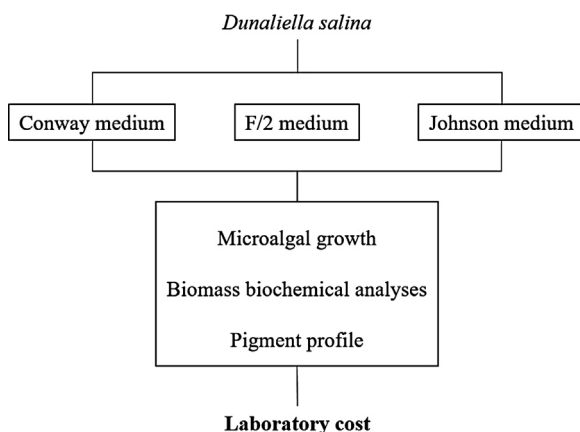 Dunaliella salina
Conway medium
F/2 medium
Johnson medium
Microalgal growth
Biomass biochemical analyses
Pigment profile
Laboratory cost